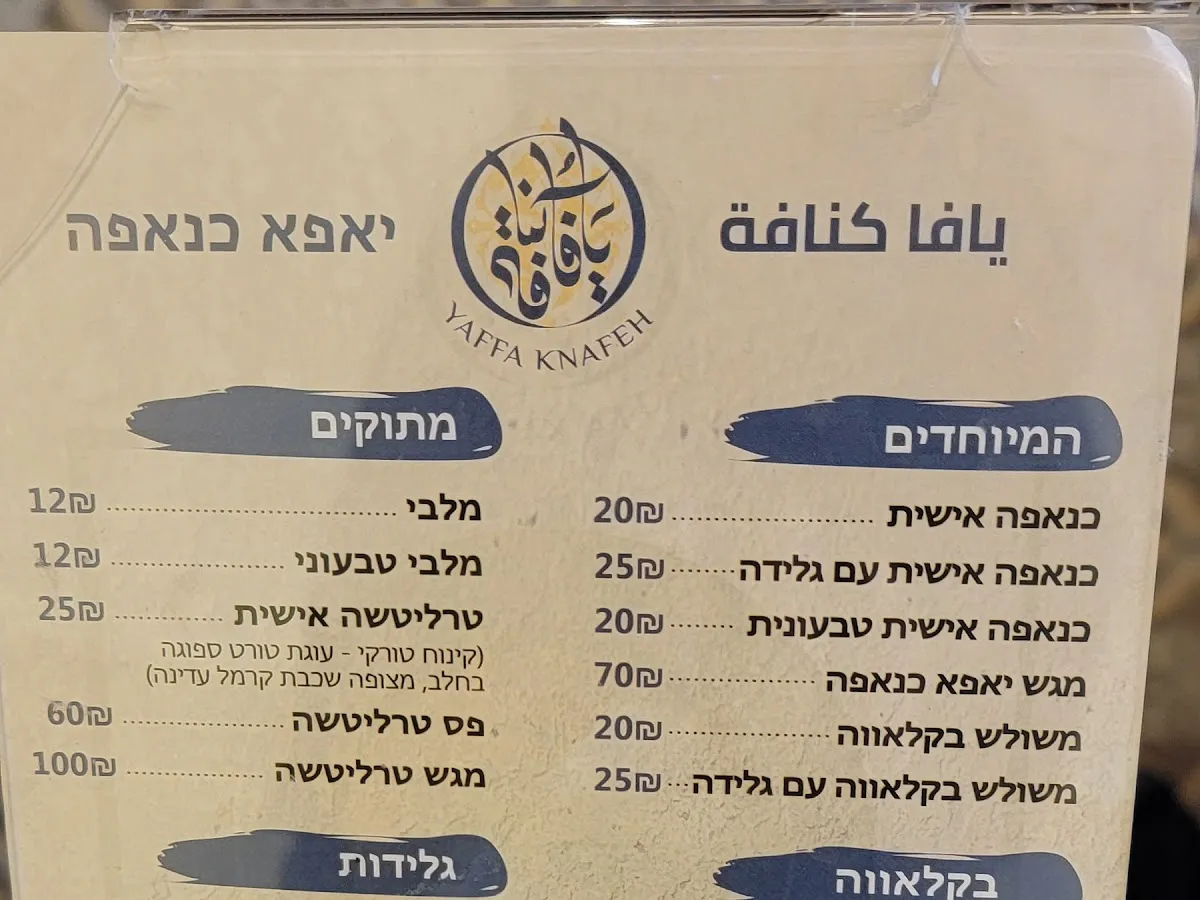 يافا كنافة
יאפא כנאפה
YAFFA KNAFEH
המיוחדים
כנאפה אישית ..................... 20₪
כנאפה אישית עם גלידה ....... 25₪
כנאפה אישית טבעונית ........ 20₪
מגש יאפא כנאפה ................ 70₪
משולש בקלאווה .................. 20₪
משולש בקלאווה עם גלידה ... 25₪
בקלאווה
מתוקים
מלבי ................................ 12₪
מלבי טבעוני ................... 12₪
טרליטשה אישית ............ 25₪
(קינוח טורקי - עוגת טורט ספוגה
בחלב, מצופה שכבת קרמל עדינה)
פס טרליטשה .................. 60₪
מגש טרליטשה ............... 100₪
גלידות